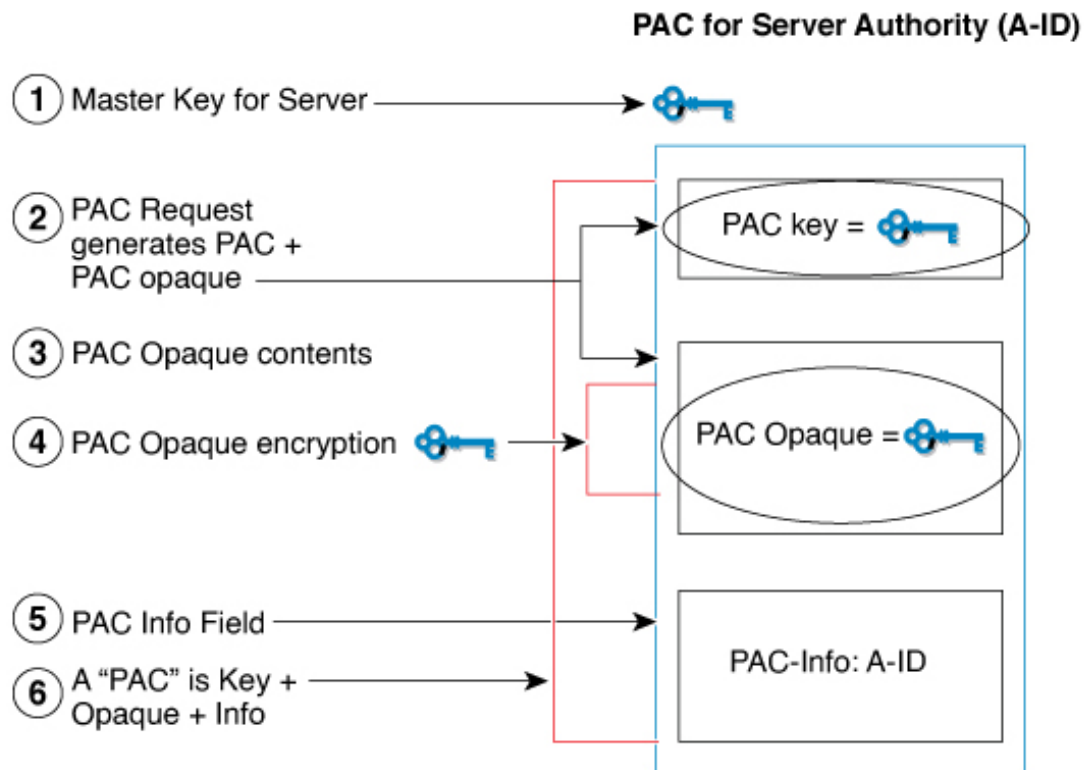 PAC for Server Authority (A-ID)
1 Master Key for Server
2 PAC Request
generates PAC +
PAC opaque
PAC key =
3 PAC Opaque contents
4 PAC Opaque encryption
PAC Opaque =
5 PAC Info Field
PAC-Info: A-ID
6 A “PAC” is Key +
Opaque + Info